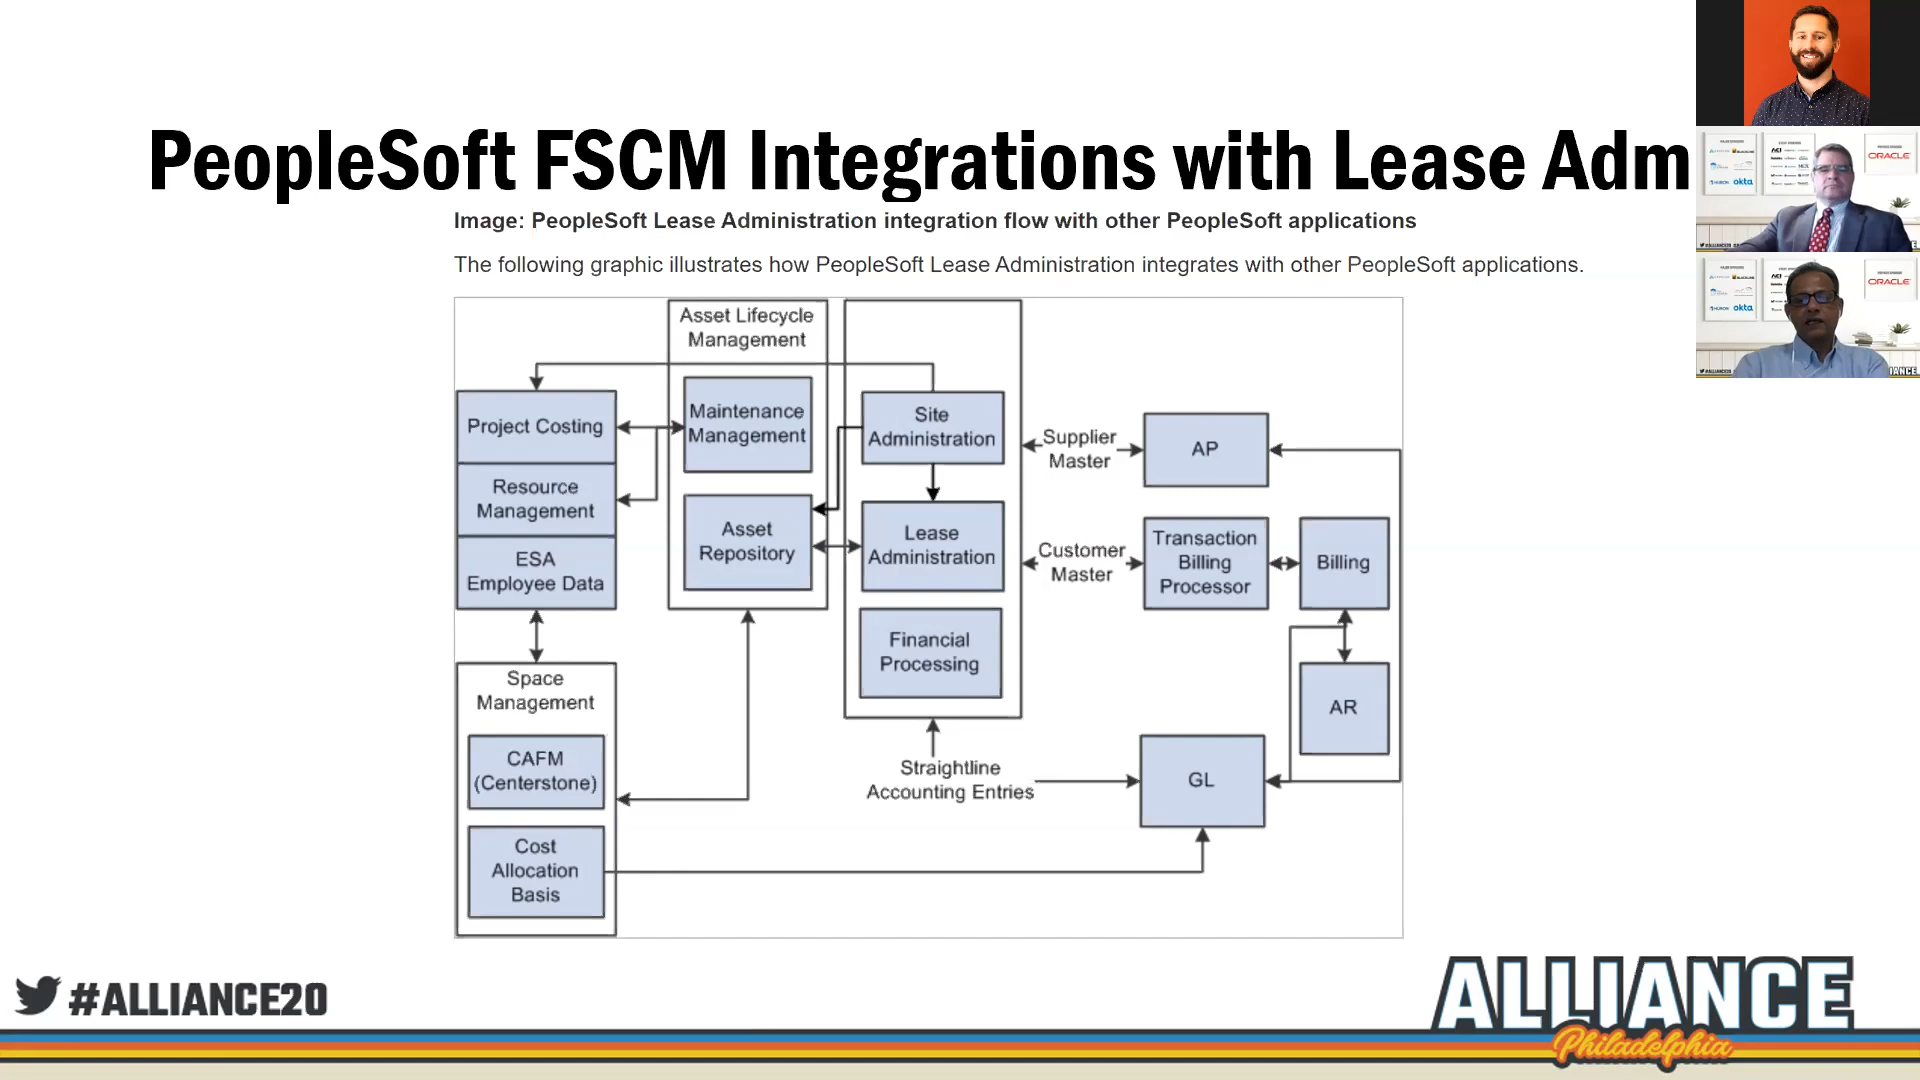 PeopleSoft FSCM Integrations with Lease Adm
Image: PeopleSoft Lease Administration integration flow with other PeopleSoft applications
The following graphic illustrates how PeopleSoft Lease Administration integrates with other PeopleSoft applications.
Asset Lifecycle
Management
Project Costing
Maintenance
Management
Site
Administration
Supplier
Master
AP
Resource
Management
Asset
Repository
Lease
Administration
Customer
Master
Transaction
Billing
Processor
Billing
ESA
Employee Data
Financial
Processing
Space
Management
AR
CAFM
(Centerstone)
Straightline
Accounting Entries
GL
Cost
Allocation
Basis
#ALLIANCE20
ALLIANCE
Philadelphia
ORACLE
okta
ORACLE
okta